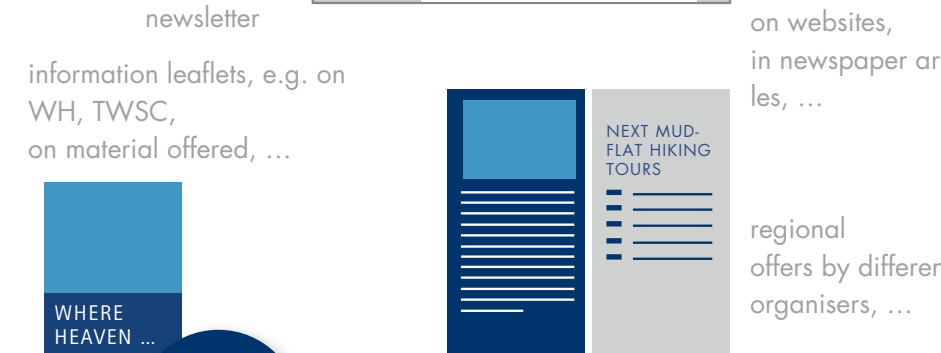 newsletter
information leaflets, e.g. on
WH, TWSC,
on material offered, ...
WHERE
HEAVEN ...
NEXT MUD-
FLAT HIKING
TOURS
on websites,
in newspaper ar
les, ...
regional
offers by differen
organisers, ...